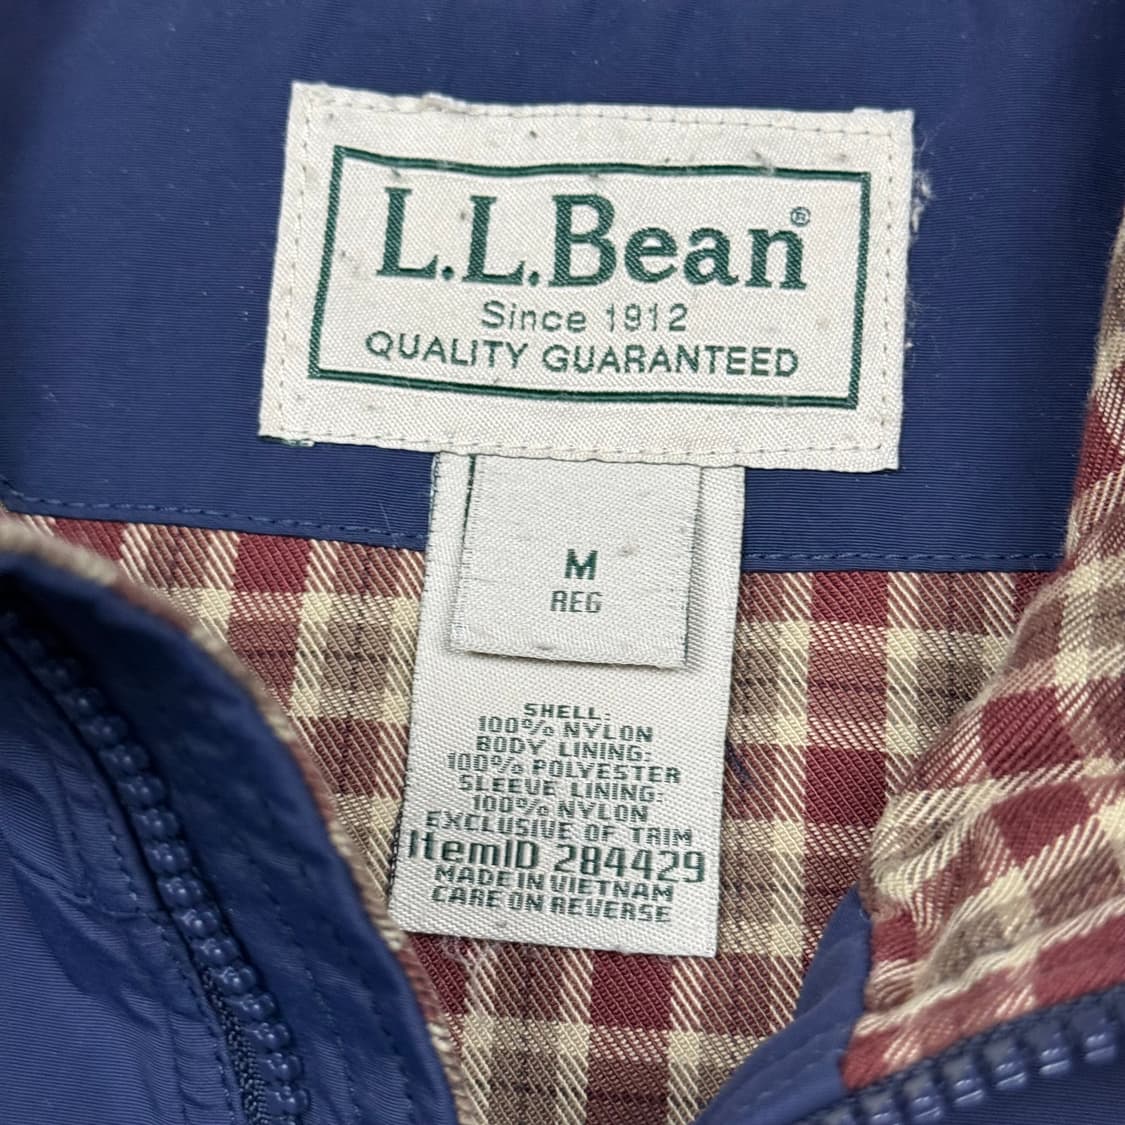 L.L.Bean®
Since 1912
QUALITY GUARANTEED
M
REG
SHELL:
100% NYLON
BODY LINING:
100% POLYESTER
SLEEVE LINING:
100% NYLON
EXCLUSIVE OF TRIM
ItemID 284429
MADE IN VIETNAM
CARE ON REVERSE